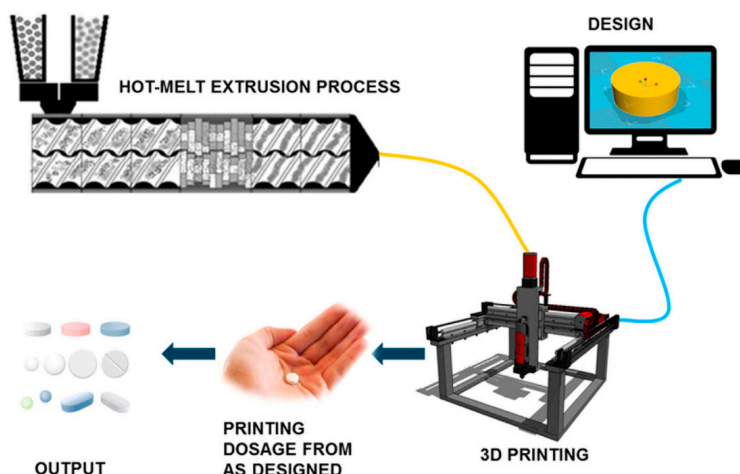 DESIGN
HOT-MELT EXTRUSION PROCESS
3D PRINTING
PRINTING
DOSAGE FROM
AS DESIGNED
OUTPUT